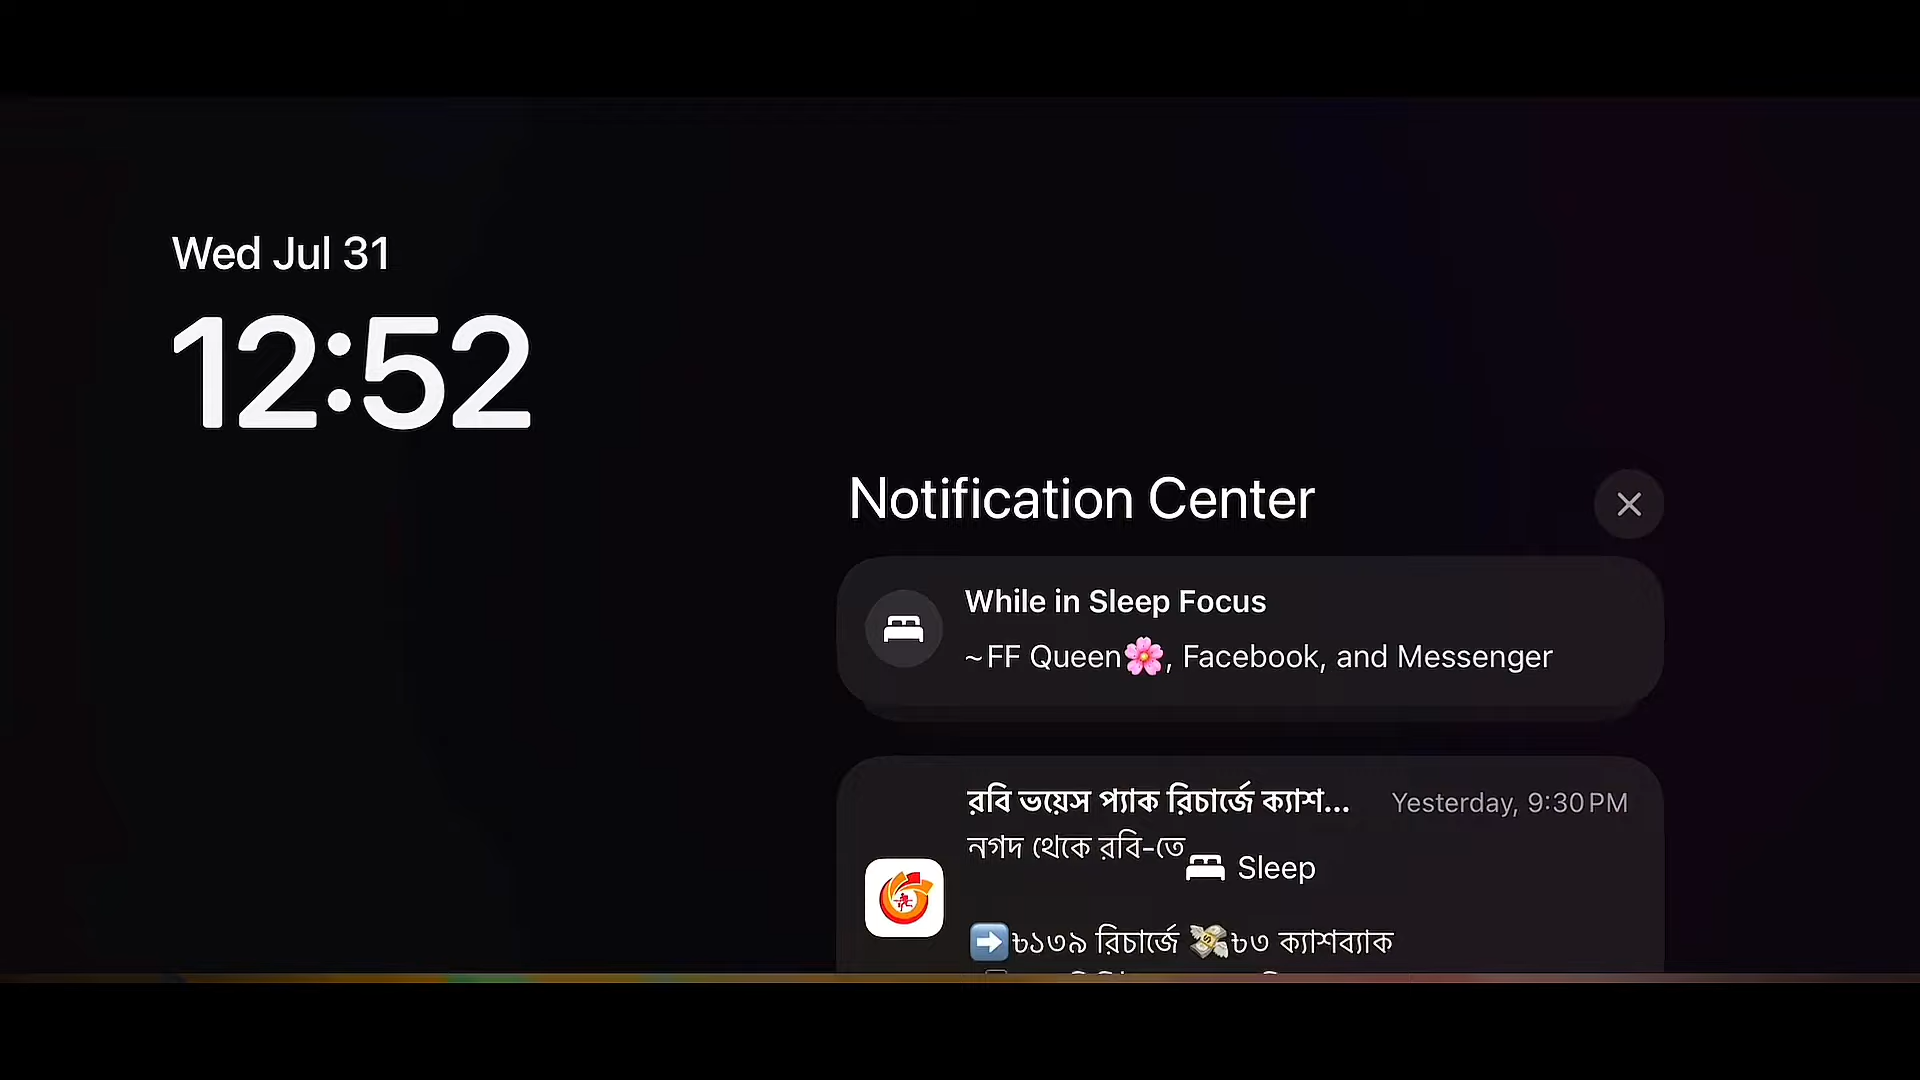 Wed Jul 31
12:52
Notification Center
While in Sleep Focus
~FF Queen🌸, Facebook, and Messenger
রবি ভয়েস প্যাক রিচার্জে ক্যাশ... Yesterday, 9:30 PM
নগদ থেকে রবি-তে
Sleep
➡️৳১৩৯ রিচার্জে 💸৳৩ ক্যাশব্যাক